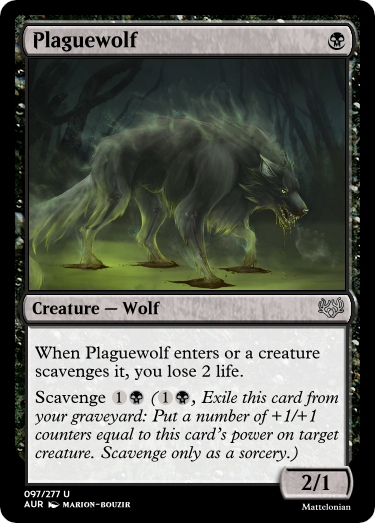 Plaguewolf
Creature — Wolf
When Plaguewolf enters or a creature
scavenges it, you lose 2 life.
Scavenge 1 (1, Exile this card from
your graveyard: Put a number of +1/+1
counters equal to this card's power on target
creature. Scavenge only as a sorcery.)
2/1
097/277 U
AUR MARION-BOUZIR
Mattelonian